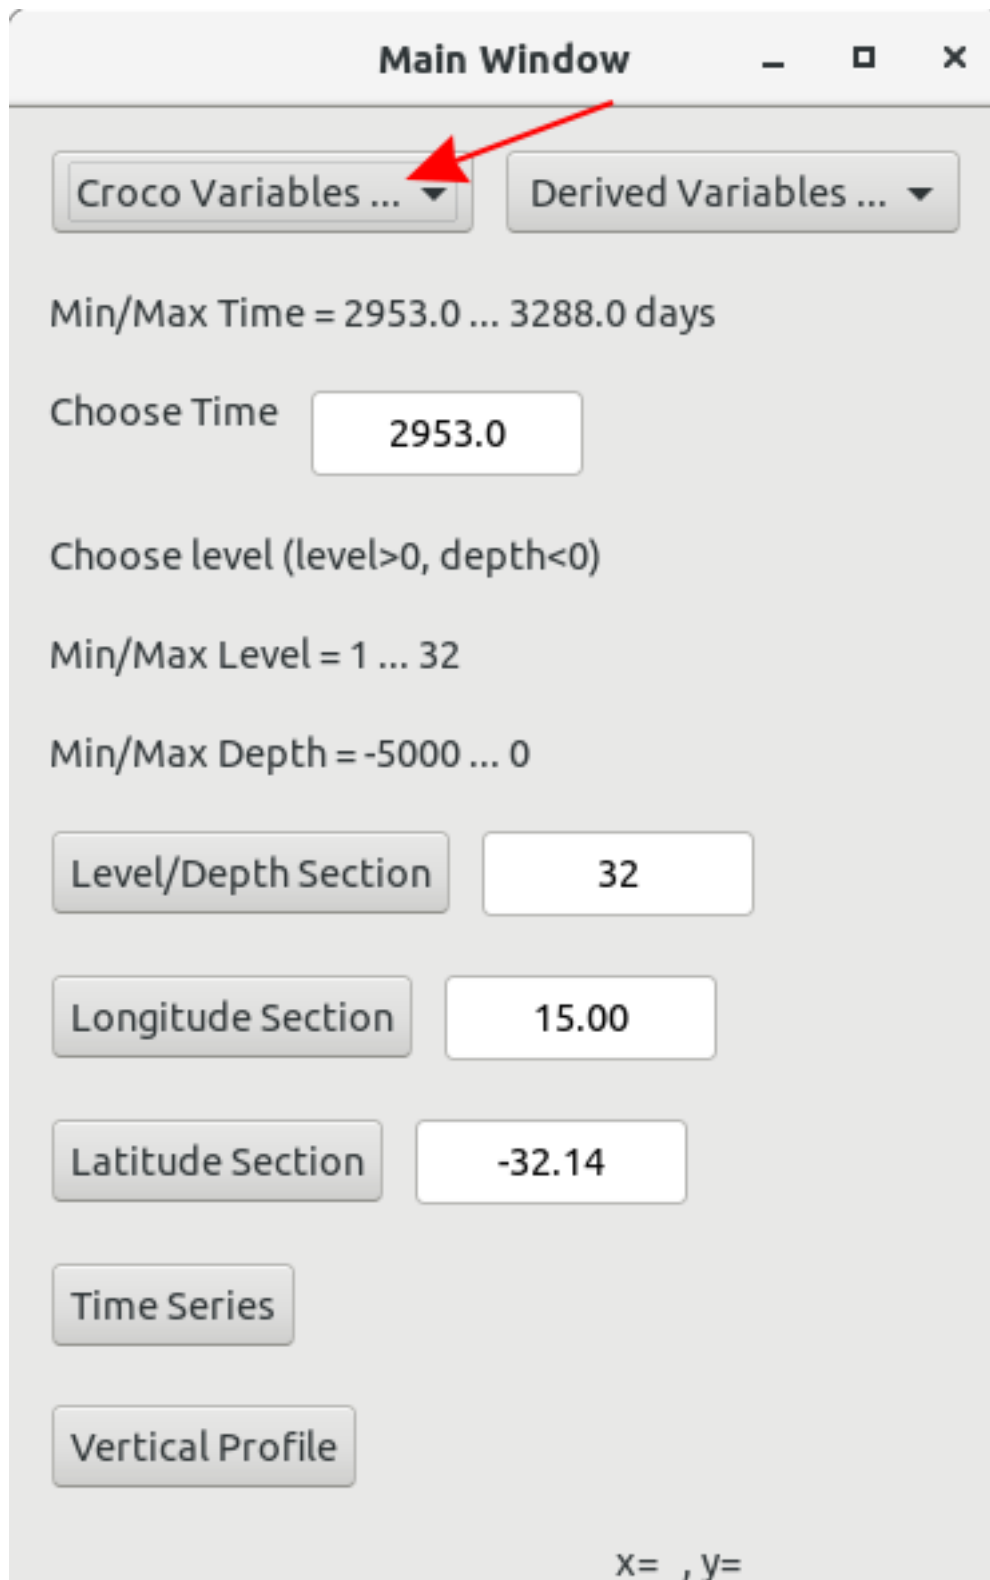 Main Window
Croco Variables ... Derived Variables ...
Min/Max Time = 2953.0 ... 3288.0 days
Choose Time 2953.0
Choose level (level>0, depth<0)
Min/Max Level = 1 ... 32
Min/Max Depth = -5000 ... 0
Level/Depth Section 32
Longitude Section 15.00
Latitude Section -32.14
Time Series
Vertical Profile
x= , y=